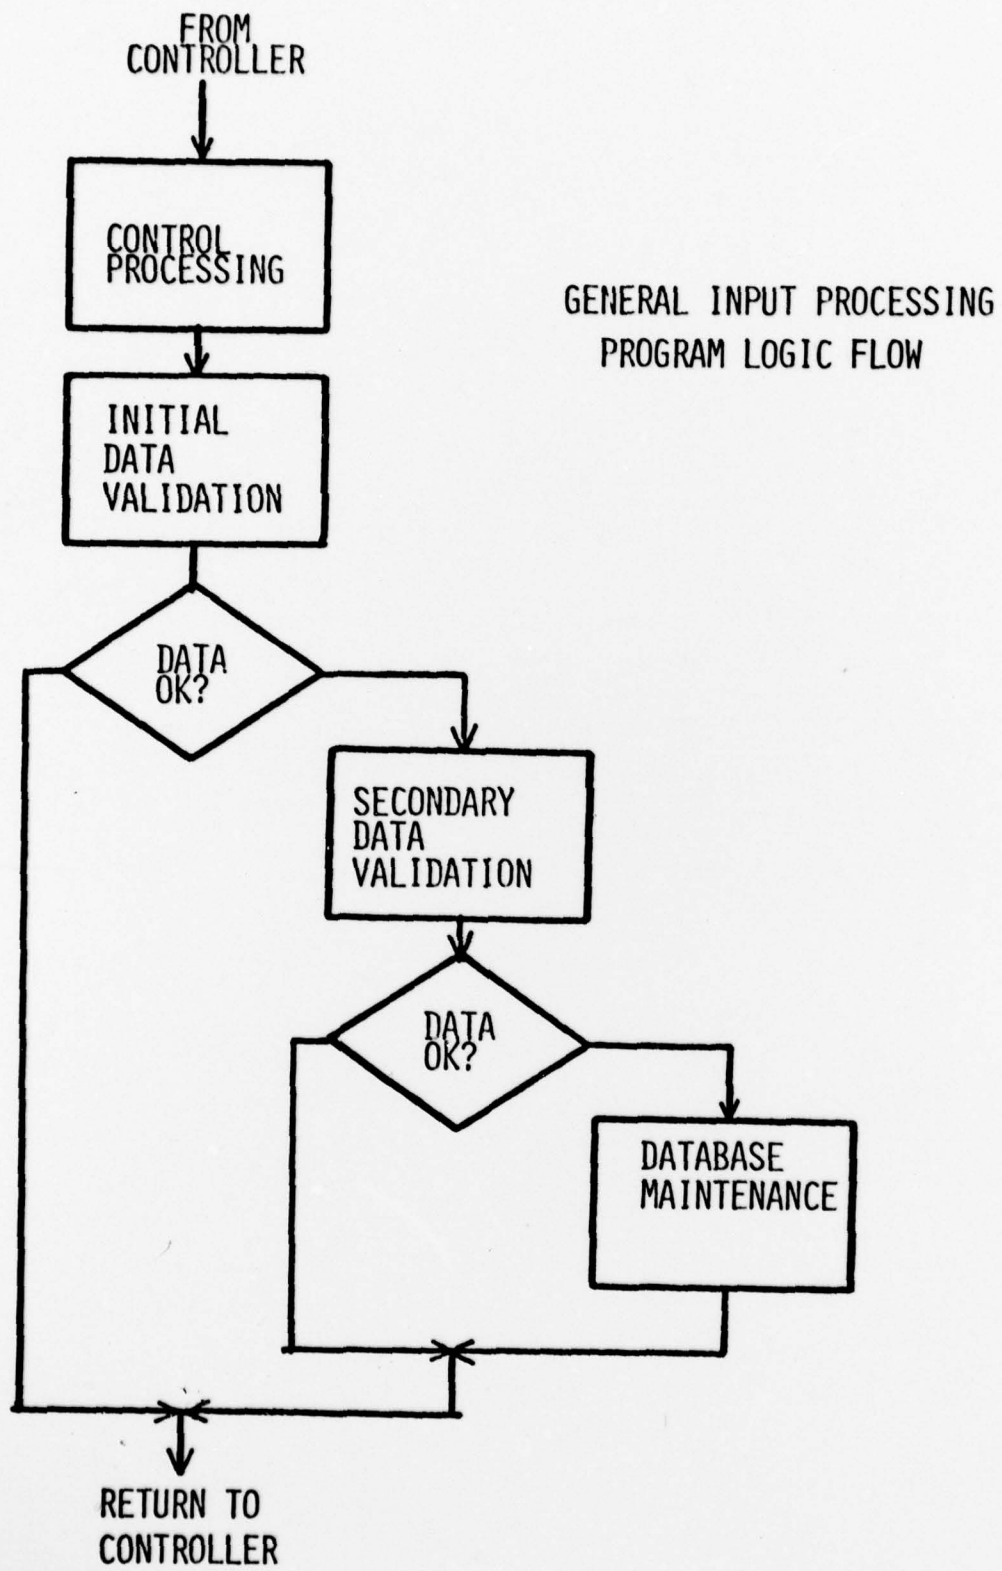 FROM
CONTROLLER
CONTROL
PROCESSING
GENERAL INPUT PROCESSING
PROGRAM LOGIC FLOW
INITIAL
DATA
VALIDATION
DATA
OK?
SECONDARY
DATA
VALIDATION
DATA
OK?
DATABASE
MAINTENANCE
RETURN TO
CONTROLLER